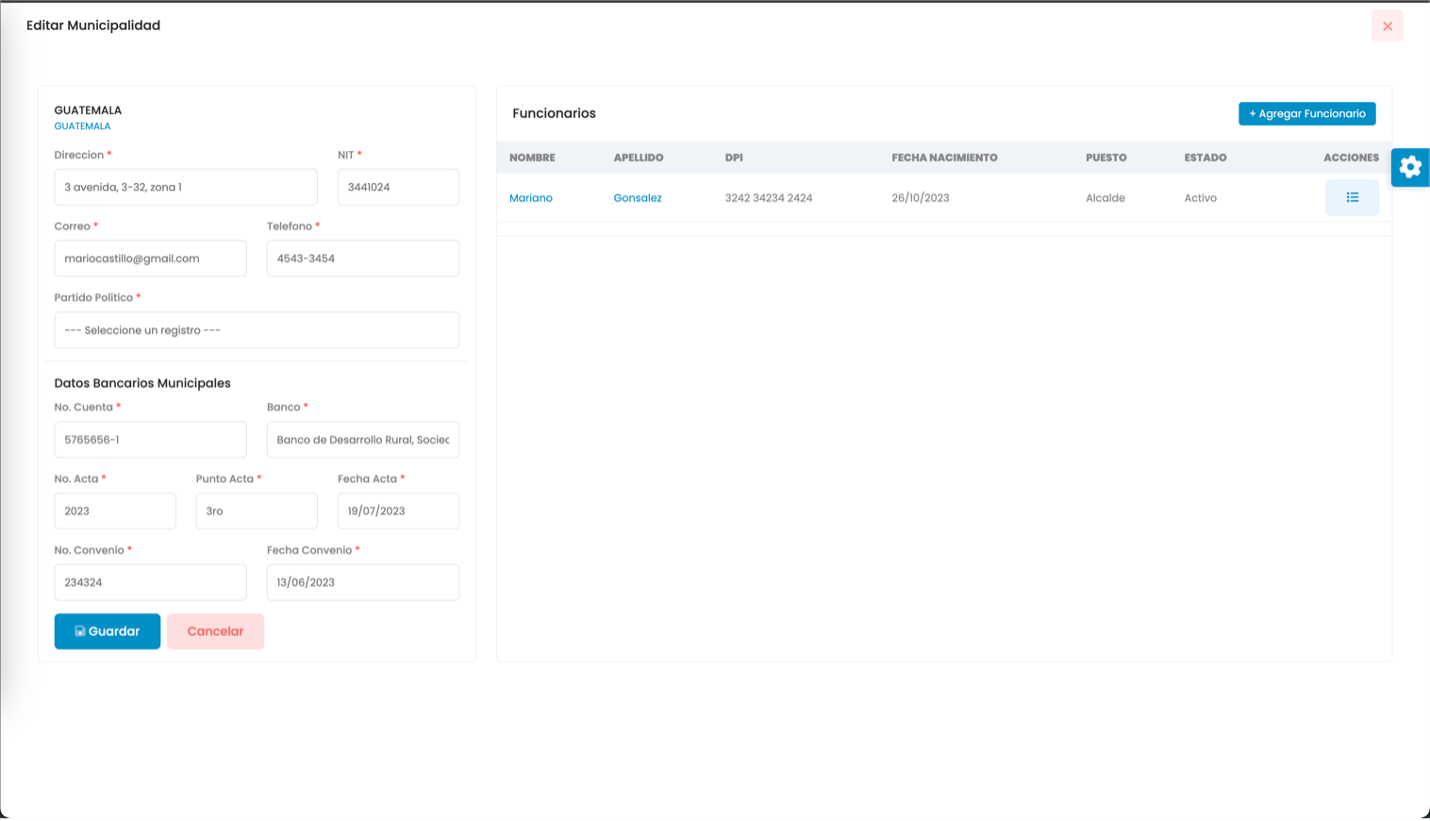 Editar Municipalidad
GUATEMALA
GUATEMALA
Direccion * NIT *
3 avenida, 3-32, zona 1 3441024
Correo * Telefono *
mariocastillo@gmail.com 4543-3454
Partido Politico *
--- Seleccione un registro ---
Datos Bancarios Municipales
No. Cuenta * Banco *
5765656-1 Banco de Desarrollo Rural, Socied
No. Acta * Punto Acta * Fecha Acta *
2023 3ro 19/07/2023
No. Convenio * Fecha Convenio *
234324 13/06/2023
Guardar Cancelar
Funcionarios + Agregar Funcionario
NOMBRE APELLIDO DPI FECHA NACIMIENTO PUESTO ESTADO ACCIONES
Mariano Gonsalez 3242 34234 2424 26/10/2023 Alcalde Activo